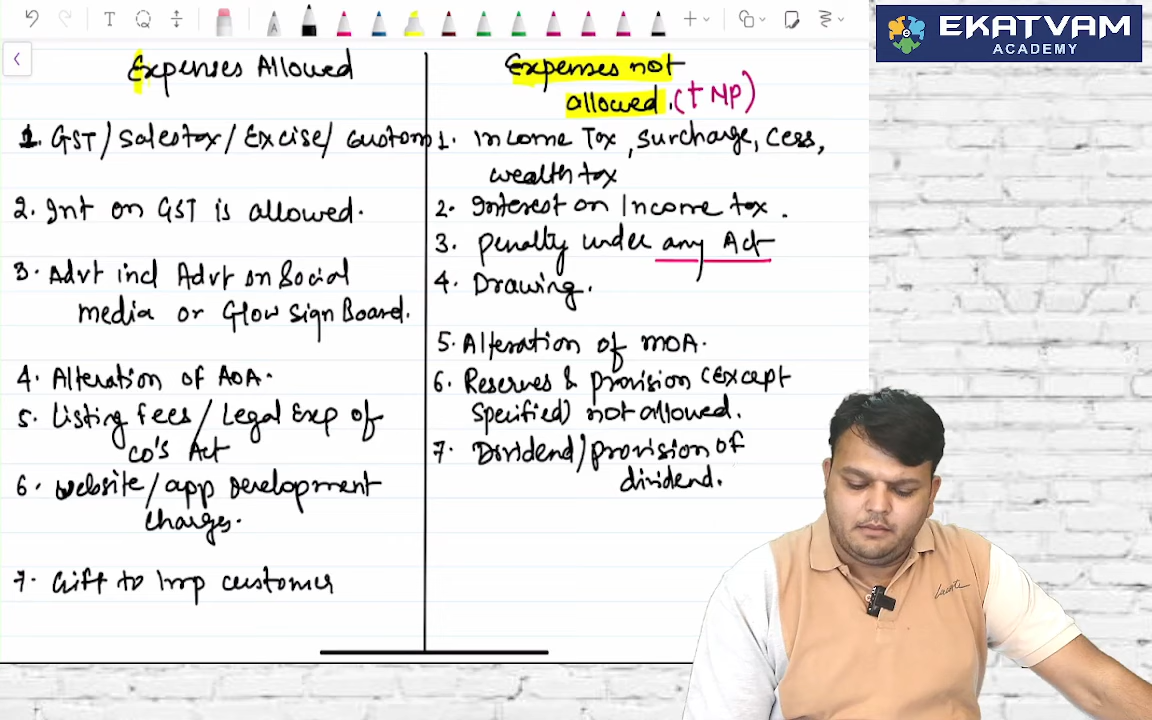 EKATVAM
ACADEMY
Expenses Allowed
1. GST/Salestax/Excise/Custom
2. Int on GST is allowed.
3. Advt incl Advt on Social
media or Glow Sign Board.
4. Alteration of AOA.
5. Listing fees/Legal Exp of
CO's Act
6. website/app Development
charges.
7. Gift to Imp customer
Expenses not
allowed. (+ NP)
1. Income Tax, Surcharge, Cess,
wealth tax
2. Interest on Income tax.
3. Penalty under any Act
4. Drawing.
5. Alteration of MOA.
6. Reserves & provision (Except
Specified) not allowed.
7. Dividend/provision of
dividend.